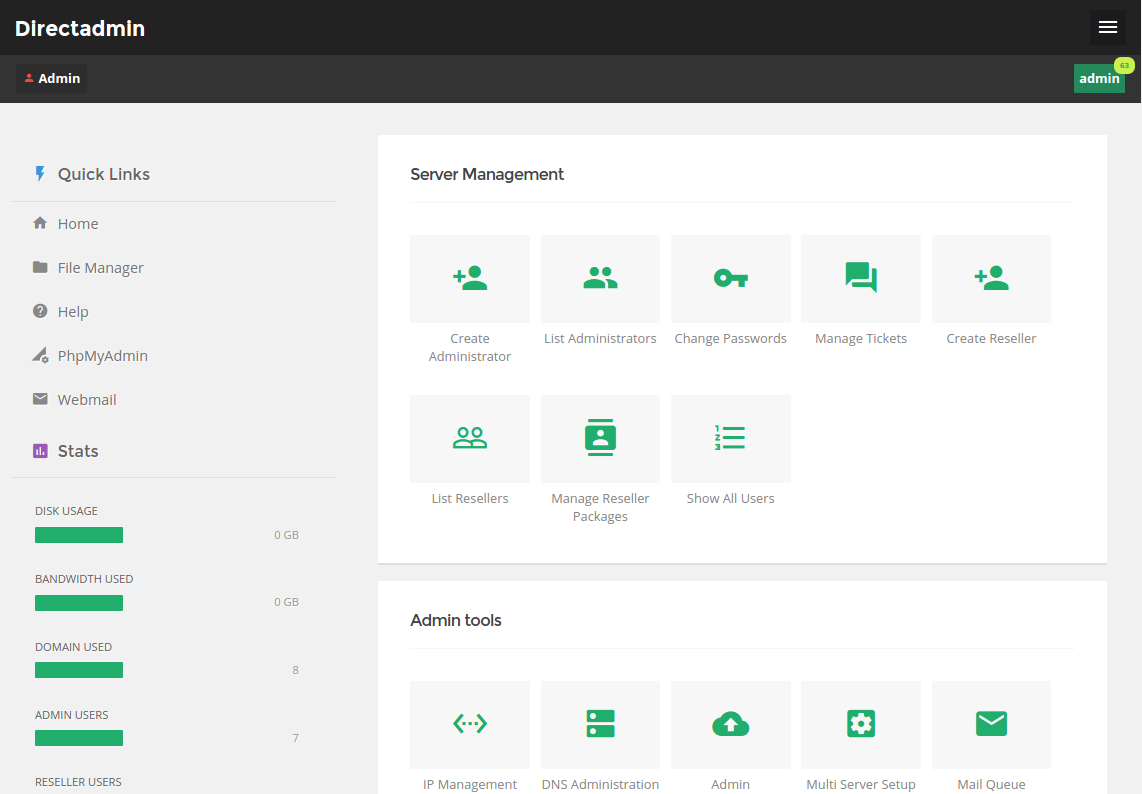 Directadmin
Admin
admin
63
Quick Links
Home
File Manager
Help
PhpMyAdmin
Webmail
Stats
DISK USAGE
0 GB
BANDWIDTH USED
0 GB
DOMAIN USED
8
ADMIN USERS
7
RESELLER USERS
Server Management
Create
Administrator
List Administrators
Change Passwords
Manage Tickets
Create Reseller
List Resellers
Manage Reseller
Packages
1
2
3
Show All Users
Admin tools
IP Management
DNS Administration
Admin
Multi Server Setup
Mail Queue